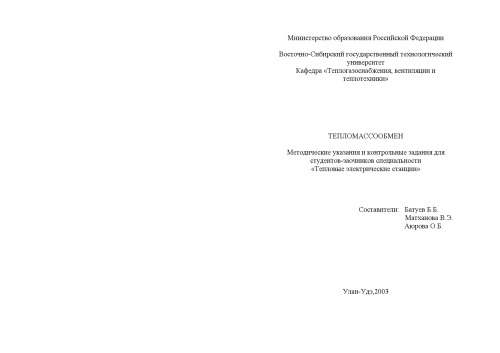 Министерство образования Российской Федерации
Восточно-Сибирский государственный технологический
университет
Кафедра «Теплогазоснабжения, вентиляции и
теплотехники»
ТЕПЛОМАССООБМЕН
Методические указания и контрольные задания для
студентов-заочников специальности
«Тепловые электрические станции»
Составители: Батуев Б.Б.
Матханова В.Э.
Аюрова О.Б.
Улан-Удэ,2003